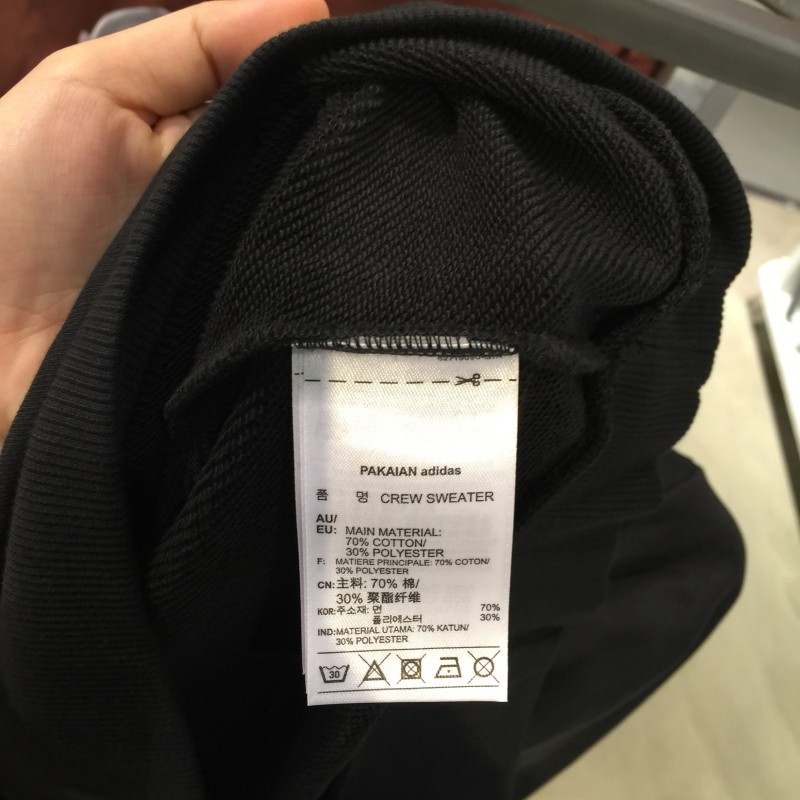 PAKAIAN adidas
품 명 CREW SWEATER
AU/
EU: MAIN MATERIAL:
70% COTTON/
30% POLYESTER
F: MATIERE PRINCIPALE: 70% COTON/
30% POLYESTER
CN: 主料: 70% 棉/
30% 聚酯纤维
KOR: 주소재: 면 70%
폴리에스터 30%
IND: MATERIAL UTAMA: 70% KATUN/
30% POLYESTER
30